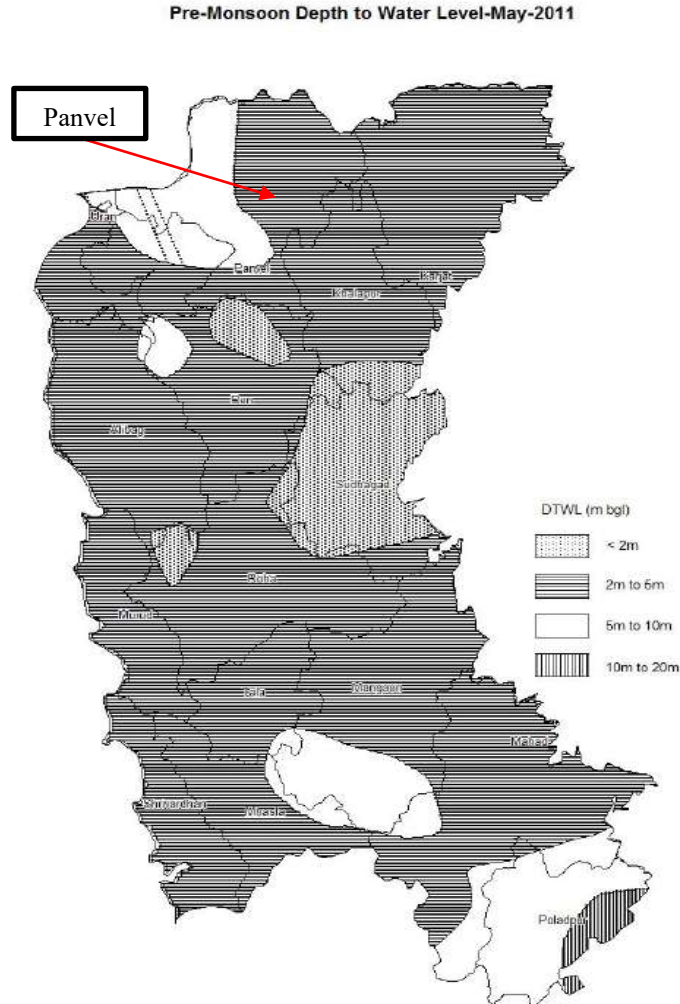 Pre-Monsoon Depth to Water Level-May-2011
Panvel
Uran
Panvel
Khalapur
Karjat
Pen
Alibag
Sudhagad
DTWL (m bgl)
< 2m
2m to 5m
5m to 10m
10m to 20m
Roha
Murud
Tala
Mangaon
Mahad
Shrivardhan
Mhasla
Poladpur